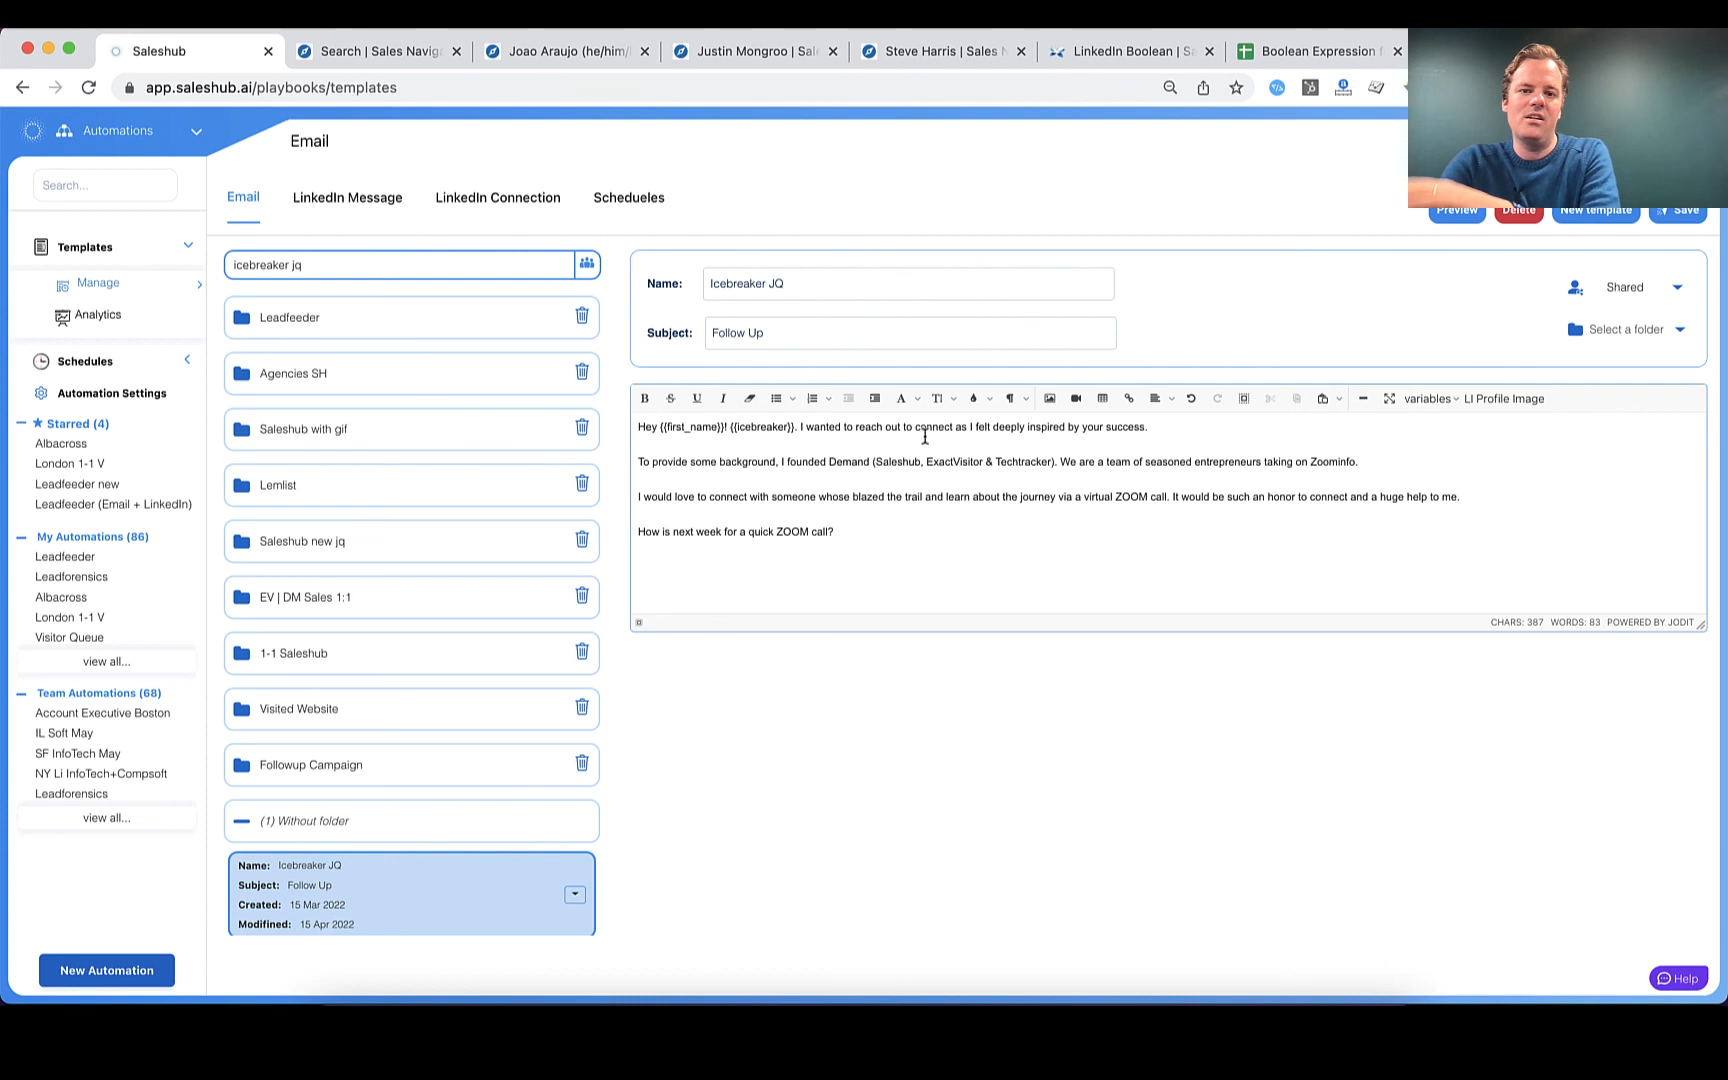 Saleshub
Search | Sales Navig
Joao Araujo (he/him/
Justin Mongroo | Sal
Steve Harris | Sales N
LinkedIn Boolean | S
Boolean Expression f
app.saleshub.ai/playbooks/templates
Automations
Email
Search...
Email
LinkedIn Message
LinkedIn Connection
Schedueles
Preview
Delete
New template
Save
Templates
Manage
Analytics
Schedules
Automation Settings
Starred (4)
Albacross
London 1-1 V
Leadfeeder new
Leadfeeder (Email + LinkedIn)
My Automations (86)
Leadfeeder
Leadforensics
Albacross
London 1-1 V
Visitor Queue
view all...
Team Automations (68)
Account Executive Boston
IL Soft May
SF InfoTech May
NY Li InfoTech+Compsoft
Leadforensics
view all...
New Automation
icebreaker jq
Leadfeeder
Agencies SH
Saleshub with gif
Lemlist
Saleshub new jq
EV | DM Sales 1:1
1-1 Saleshub
Visited Website
Followup Campaign
(1) Without folder
Name: Icebreaker JQ
Subject: Follow Up
Created: 15 Mar 2022
Modifined: 15 Apr 2022
Name: Icebreaker JQ
Shared
Subject: Follow Up
Select a folder
variables
LI Profile Image
Hey {{first_name}}! {{icebreaker}}. I wanted to reach out to connect as I felt deeply inspired by your success.
To provide some background, I founded Demand (Saleshub, ExactVisitor & Techtracker). We are a team of seasoned entrepreneurs taking on Zoominfo.
I would love to connect with someone whose blazed the trail and learn about the journey via a virtual ZOOM call. It would be such an honor to connect and a huge help to me.
How is next week for a quick ZOOM call?
CHARS: 387 WORDS: 83 POWERED BY JODIT
Help